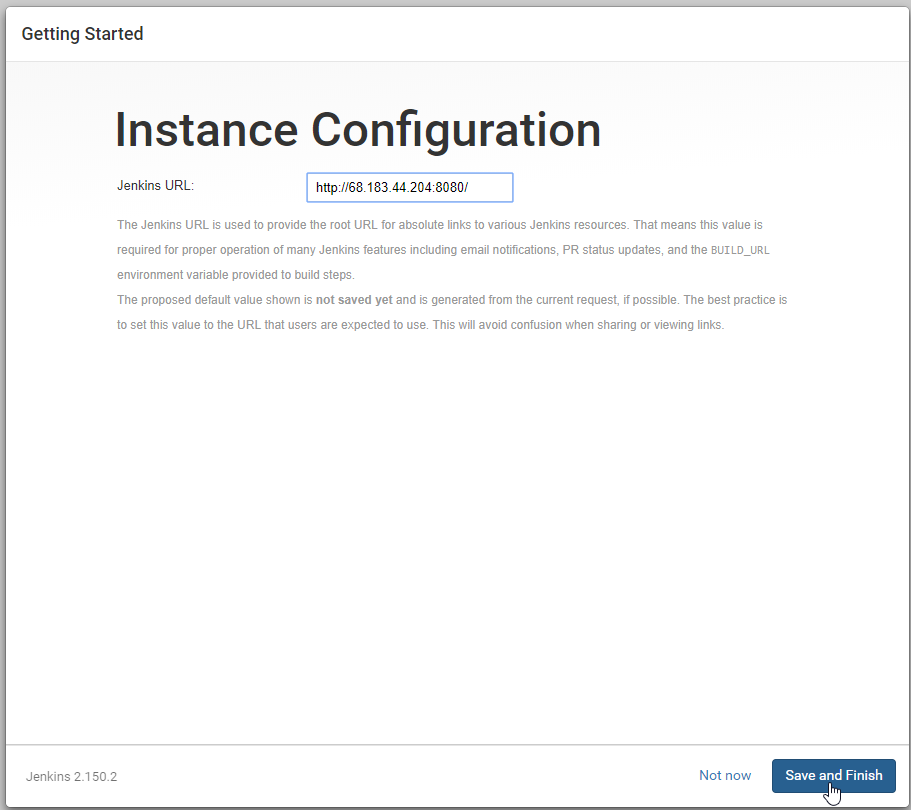 Getting Started
Instance Configuration
Jenkins URL: http://68.183.44.204:8080/
The Jenkins URL is used to provide the root URL for absolute links to various Jenkins resources. That means this value is
required for proper operation of many Jenkins features including email notifications, PR status updates, and the BUILD_URL
environment variable provided to build steps.
The proposed default value shown is not saved yet and is generated from the current request, if possible. The best practice is
to set this value to the URL that users are expected to use. This will avoid confusion when sharing or viewing links.
Jenkins 2.150.2 Not now Save and Finish